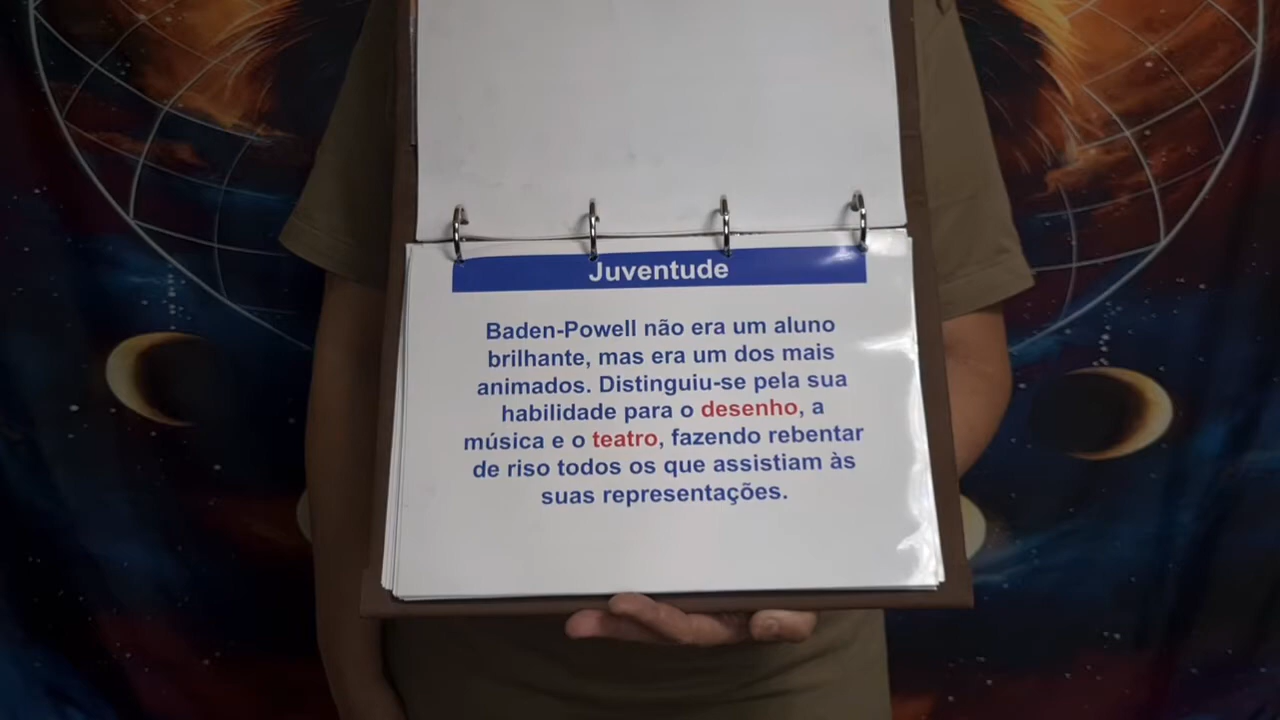 Juventude
Baden-Powell não era um aluno
brilhante, mas era um dos mais
animados. Distinguiu-se pela sua
habilidade para o desenho, a
música e o teatro, fazendo rebentar
de riso todos os que assistiam às
suas representações.